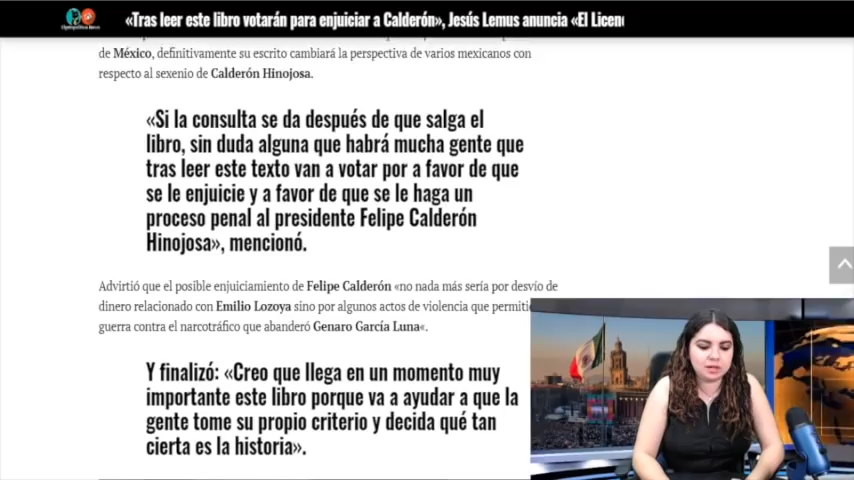 «Tras leer este libro votarán para enjuiciar a Calderón», Jesús Lemus anuncia «El Licen
de México, definitivamente su escrito cambiará la perspectiva de varios mexicanos con
respecto al sexenio de Calderón Hinojosa.
«Si la consulta se da después de que salga el
libro, sin duda alguna que habrá mucha gente que
tras leer este texto van a votar por a favor de que
se le enjuicie y a favor de que se le haga un
proceso penal al presidente Felipe Calderón
Hinojosa», mencionó.
Advirtió que el posible enjuiciamiento de Felipe Calderón «no nada más sería por desvío de
dinero relacionado con Emilio Lozoya sino por algunos actos de violencia que permitió
guerra contra el narcotráfico que abanderó Genaro García Luna«.
Y finalizó: «Creo que llega en un momento muy
importante este libro porque va a ayudar a que la
gente tome su propio criterio y decida qué tan
cierta es la historia».